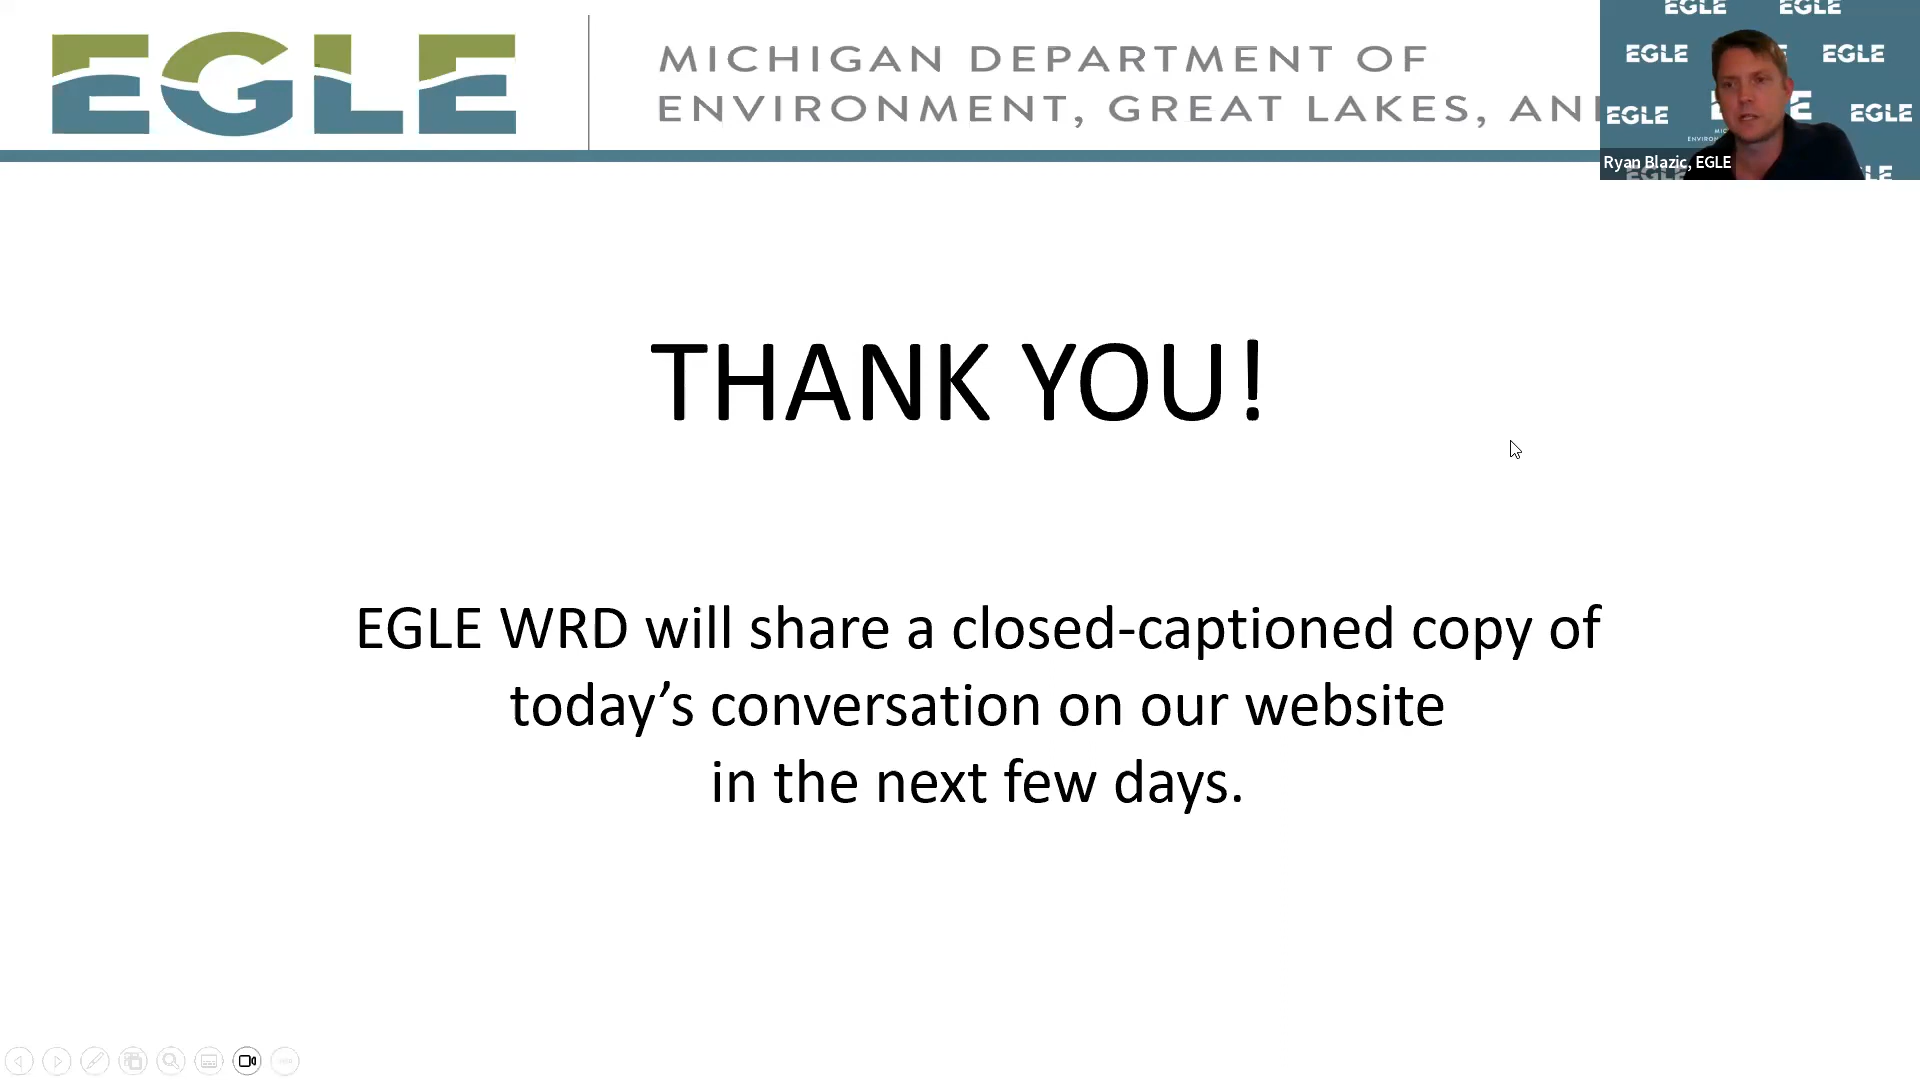 EGLE
MICHIGAN DEPARTMENT OF
ENVIRONMENT, GREAT LAKES, AN
EGLE EGLE
EGLE EGLE
EGLE EGLE
Ryan Blazic, EGLE
THANK YOU!
EGLE WRD will share a closed-captioned copy of
today’s conversation on our website
in the next few days.